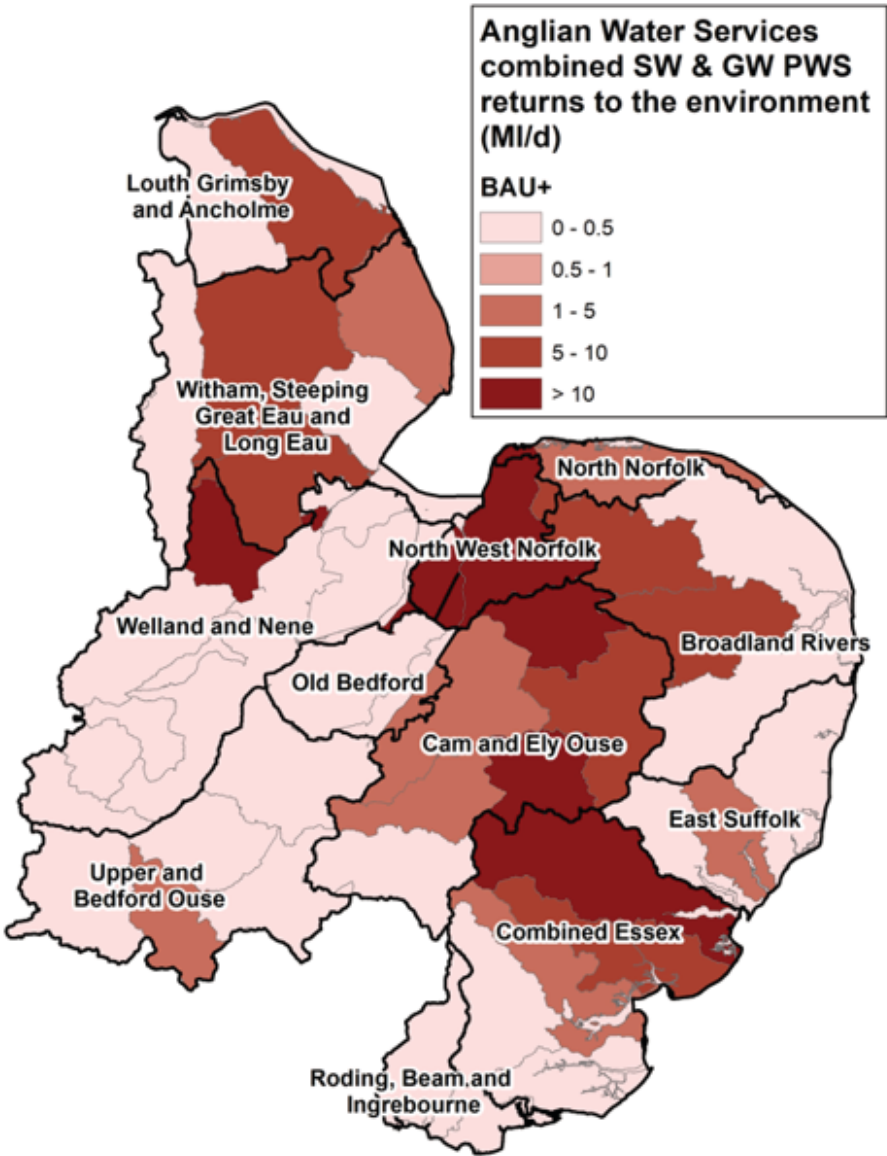 Anglian Water Services
combined SW & GW PWS
returns to the environment
(Ml/d)
BAU+
0 - 0.5
0.5 - 1
1 - 5
5 - 10
> 10
Louth Grimsby
and Ancholme
Witham, Steeping
Great Eau and
Long Eau
North Norfolk
North West Norfolk
Welland and Nene
Broadland Rivers
Old Bedford
Cam and Ely Ouse
East Suffolk
Upper and
Bedford Ouse
Combined Essex
Roding, Beam,and
Ingrebourne